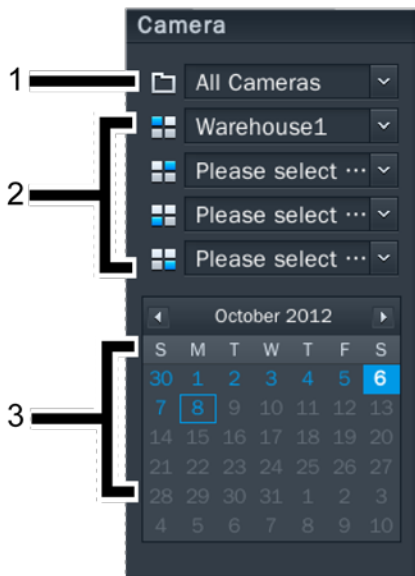 Camera
1 All Cameras
2 Warehouse1
Please select ···
Please select ···
Please select ···
October 2012
S M T W T F S
30 1 2 3 4 5 6
3 7 8 9 10 11 12 13
14 15 16 17 18 19 20
21 22 23 24 25 26 27
28 29 30 31 1 2 3
4 5 6 7 8 9 10